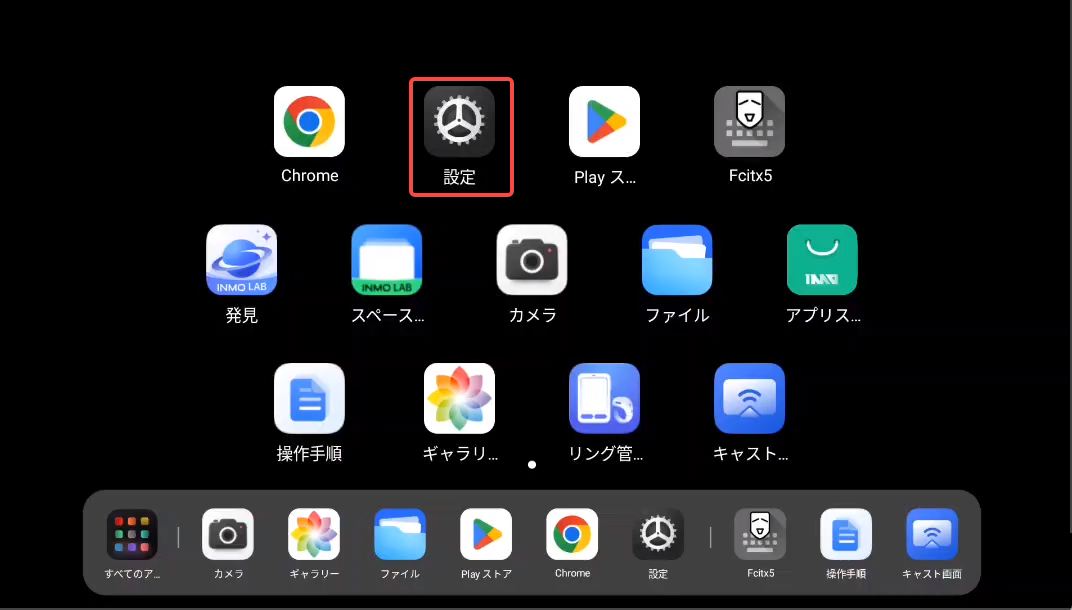 Chrome
設定
Play ス...
Fcitx5
INMO LAB
発見
INMO LAB
スペース...
カメラ
ファイル
INMO
アプリス...
操作手順
ギャラリ...
リング管...
キャスト...
すべてのア...
カメラ
ギャラリー
ファイル
Play ストア
Chrome
設定
Fcitx5
操作手順
キャスト画面